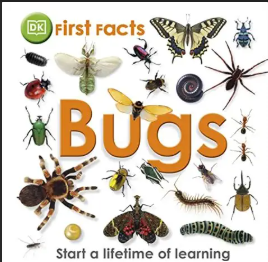 DK
First Facts
Bugs
Start a lifetime of learning